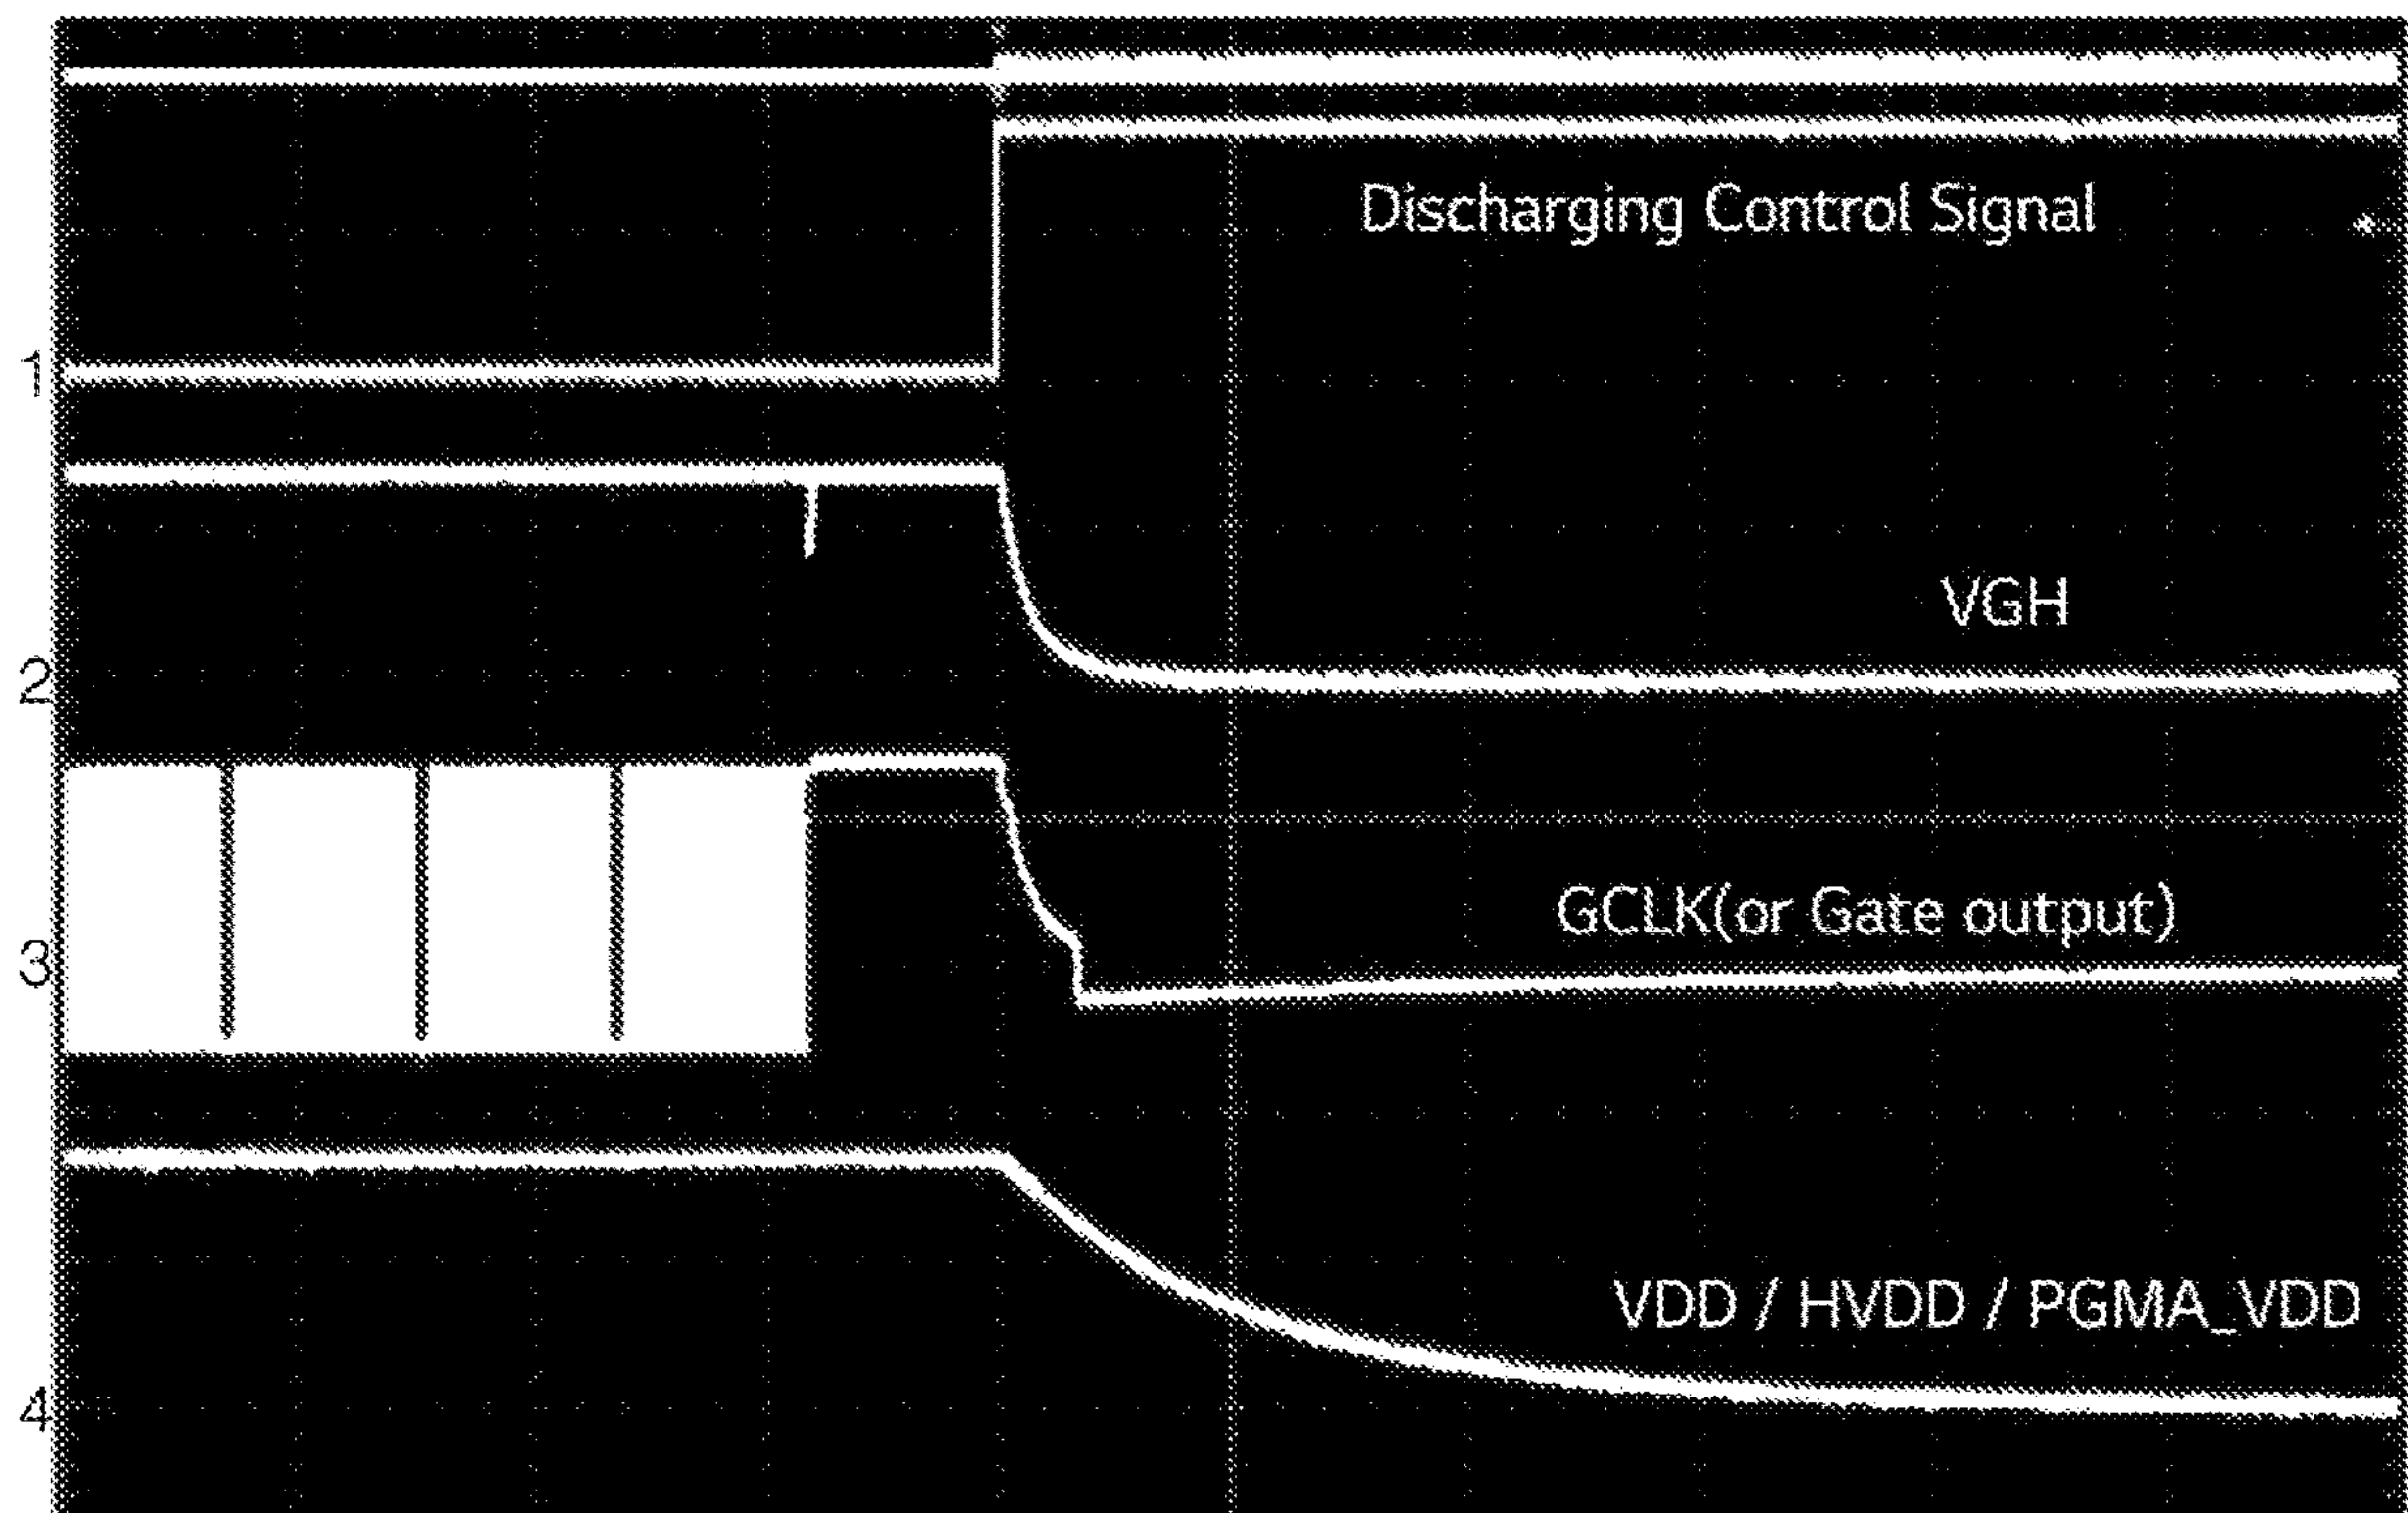 Discharging Control Signal
1
VGH
2
GCLK(or Gate output)
3
VDD / HVDD / PGMA_VDD
4